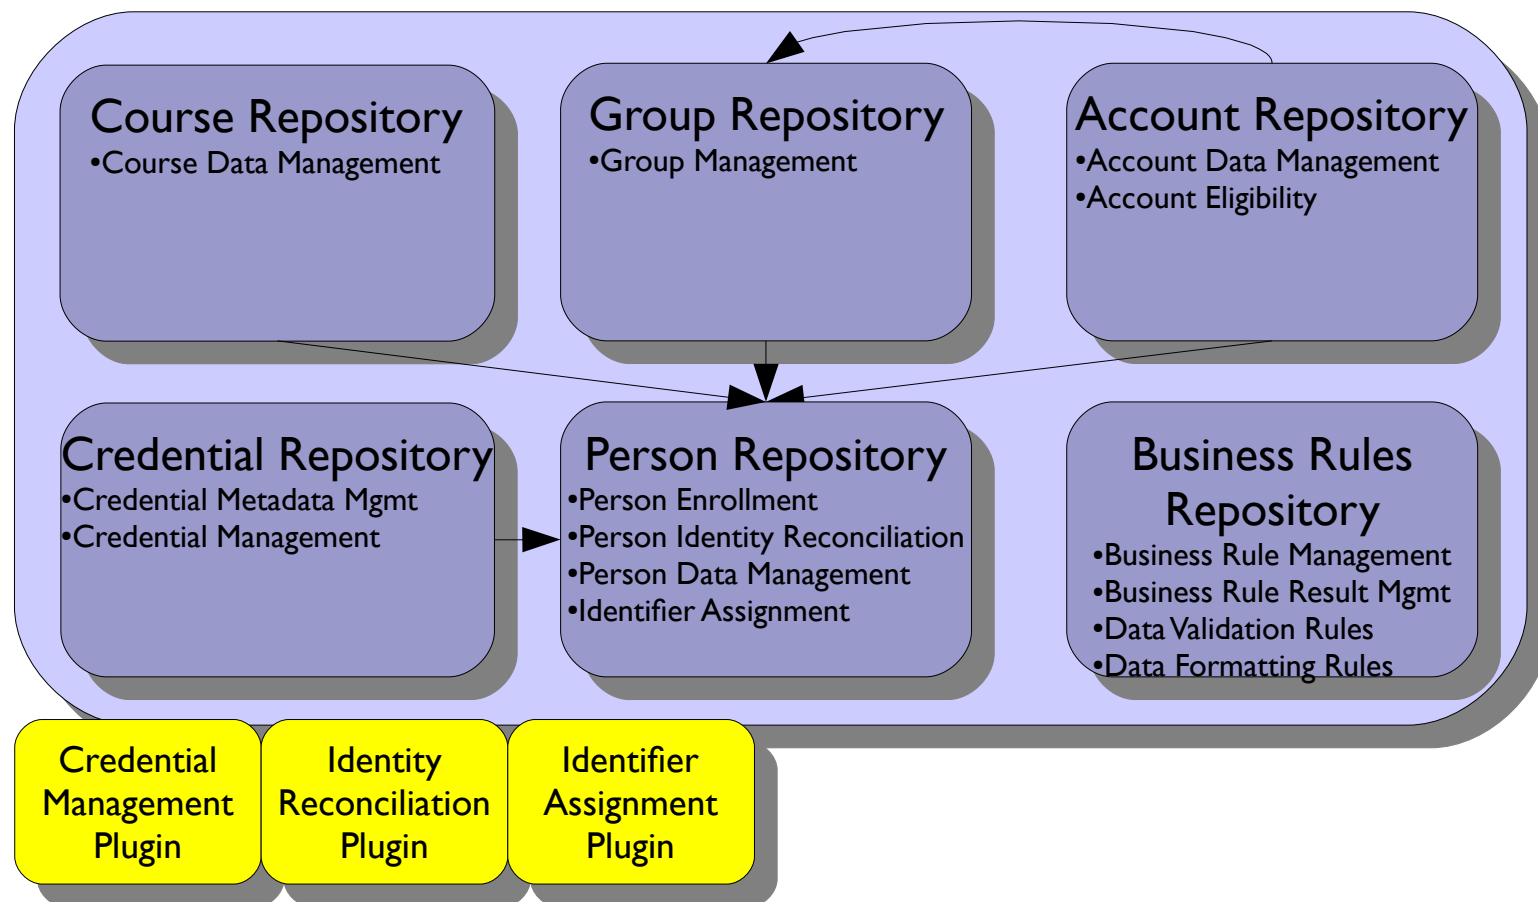 Course Repository
•Course Data Management
Group Repository
•Group Management
Account Repository
•Account Data Management
•Account Eligibility
Credential Repository
•Credential Metadata Mgmt
•Credential Management
Person Repository
•Person Enrollment
•Person Identity Reconciliation
•Person Data Management
•Identifier Assignment
Business Rules
Repository
•Business Rule Management
•Business Rule Result Mgmt
•Data Validation Rules
•Data Formatting Rules
Credential
Management
Plugin
Identity
Reconciliation
Plugin
Identifier
Assignment
Plugin